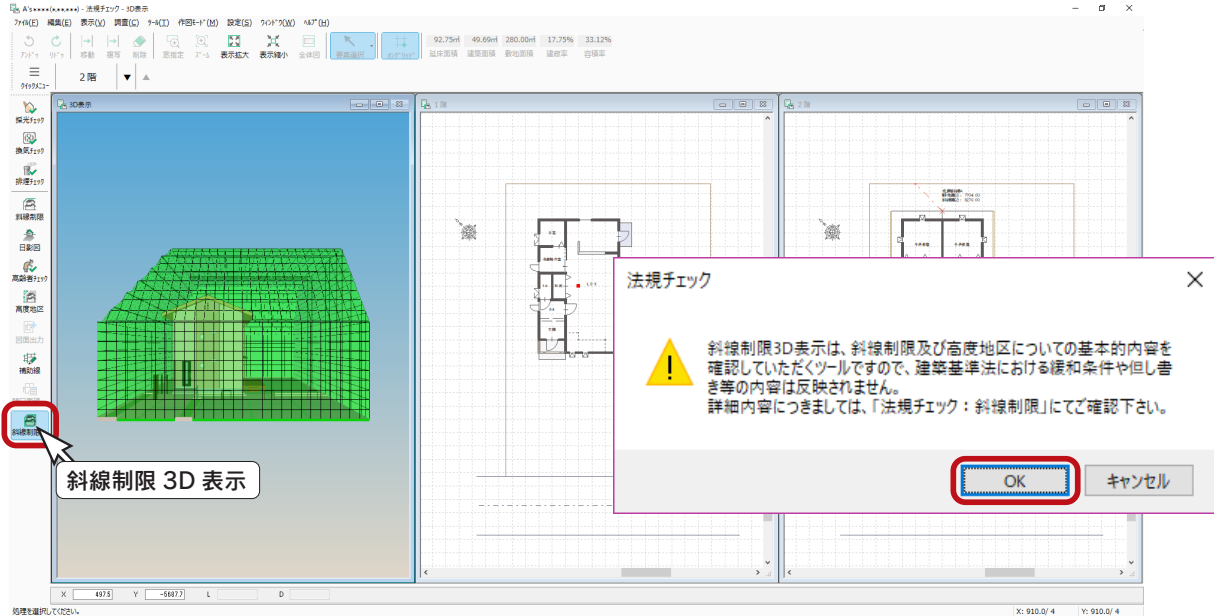 A's****(*.**.***) - 法規チェック - 3D表示
ファイル(F) 編集(E) 表示(V) 調査(C) ツール(T) 作図モード(M) 設定(S) ウィンドウ(W) ヘルプ(H)
アンドゥ リドゥ 移動 複写 削除 窓指定 ズーム 表示拡大 表示縮小 全体図
92.75㎡ 49.69㎡ 280.00㎡ 17.75% 33.12%
延床面積 建築面積 敷地面積 建蔽率 容積率
クイックメニュー
2階
▼ ▲
採光チェック
換気チェック
排煙チェック
斜線制限
日影図
高齢者チェック
高度地区
図面出力
補助線
斜線制限
3D表示
1階
2階
斜線制限 3D 表示
法規チェック
斜線制限3D表示は、斜線制限及び高度地区についての基本的内容を
確認していただくツールですので、建築基準法における緩和条件や但し書
き等の内容は反映されません。
詳細内容につきましては、「法規チェック：斜線制限」にてご確認下さい。
OK
キャンセル
X 497.5 Y -5687.7 L D
処理を選択してください。
X: 910.0/ 4 Y: 910.0/ 4